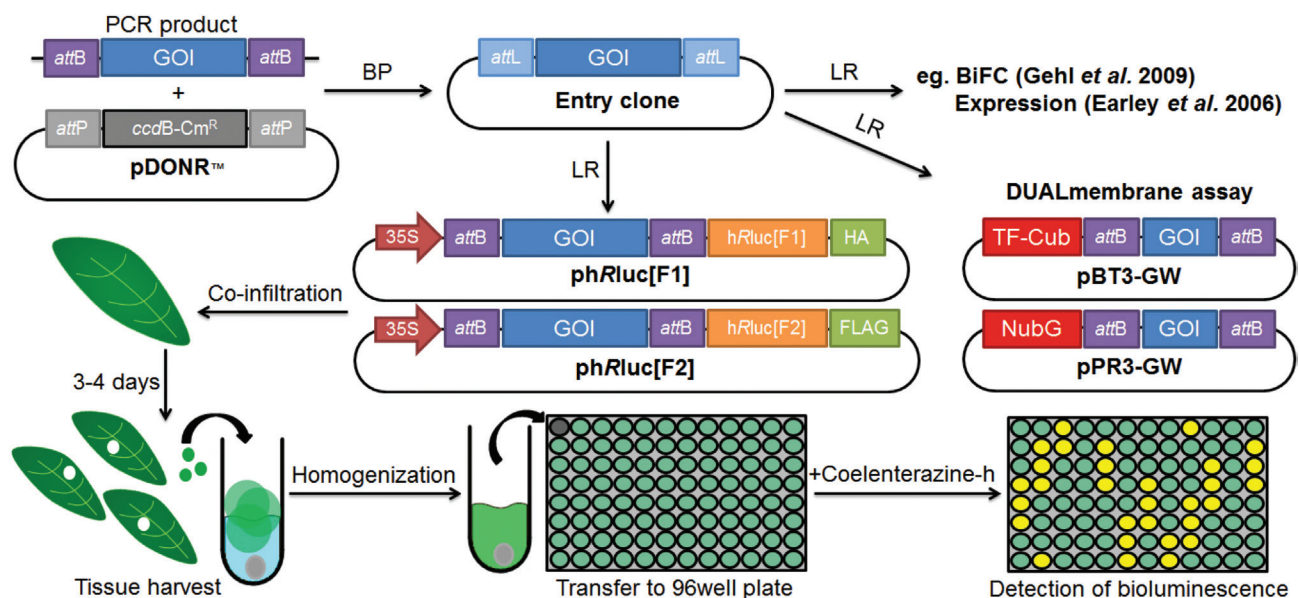 PCR product
attB GOI attB
+
attP ccdB-CmR attP
pDONR™
BP
attL GOI attL
Entry clone
LR
eg. BiFC (Gehl et al. 2009)
Expression (Earley et al. 2006)
LR
LR
DUALmembrane assay
TF-Cub attB GOI attB
pBT3-GW
NubG attB GOI attB
pPR3-GW
35S attB GOI attB hRluc[F1] HA
phRluc[F1]
35S attB GOI attB hRluc[F2] FLAG
phRluc[F2]
Co-infiltration
3-4 days
Tissue harvest
Homogenization
Transfer to 96well plate
+Coelenterazine-h
Detection of bioluminescence